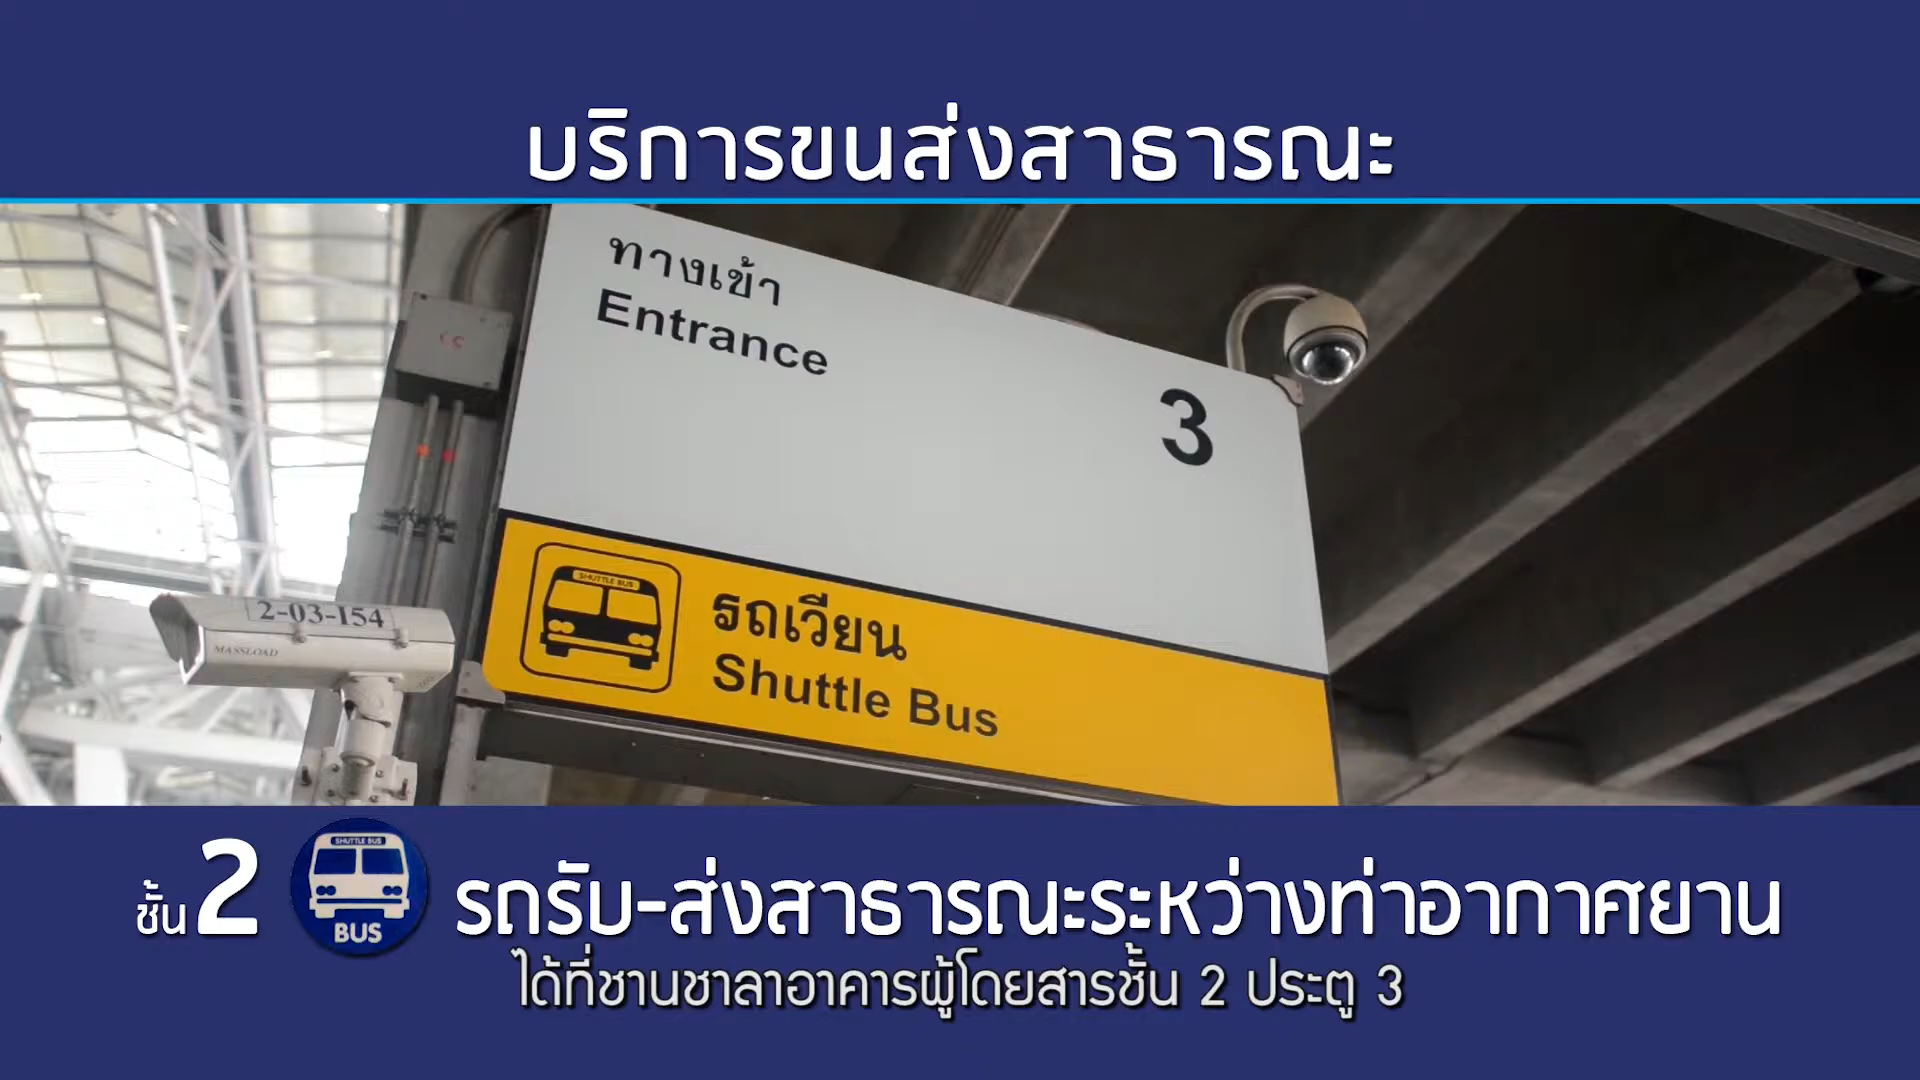 บริการขนส่งสาธารณะ
ทางเข้า
Entrance
3
SHUTTLE BUS
รถเวียน
Shuttle Bus
2-03-I54
MASSLOAD
ชั้น 2
SHUTTLE BUS
BUS
รถรับ-ส่งสาธารณะระหว่างท่าอากาศยาน
ได้ที่ชานชาลาอาคารผู้โดยสารชั้น 2 ประตู 3